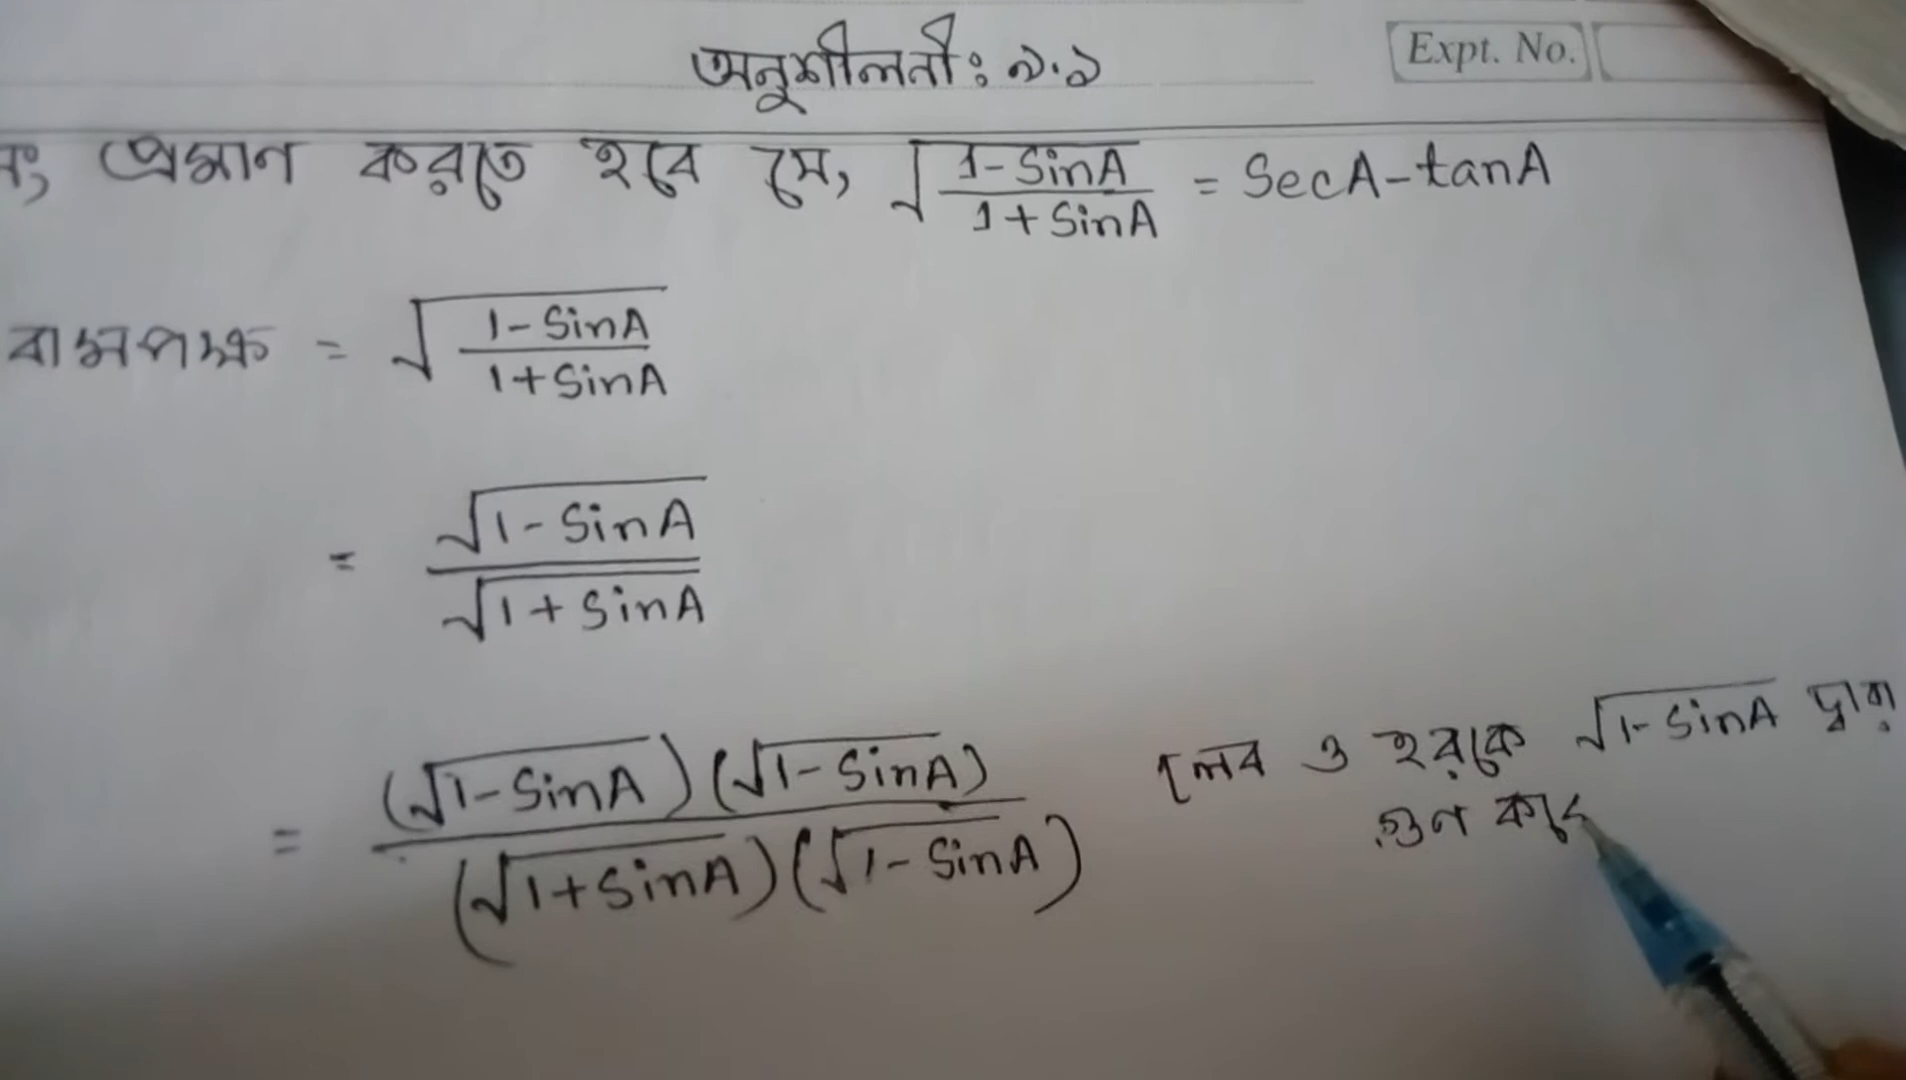 অনুশীলনী: ৯.১
Expt. No.
নং, প্রমান করতে হবে যে, √(1-SinA / 1+SinA) = SecA-tanA
বামপক্ষ = √(1-SinA / 1+SinA)
= √1-SinA / √1+SinA
= (√1-SinA)(√1-SinA) / (√1+SinA)(√1-SinA) [লব ও হরকে √1-SinA দ্বারা
গুণ করে